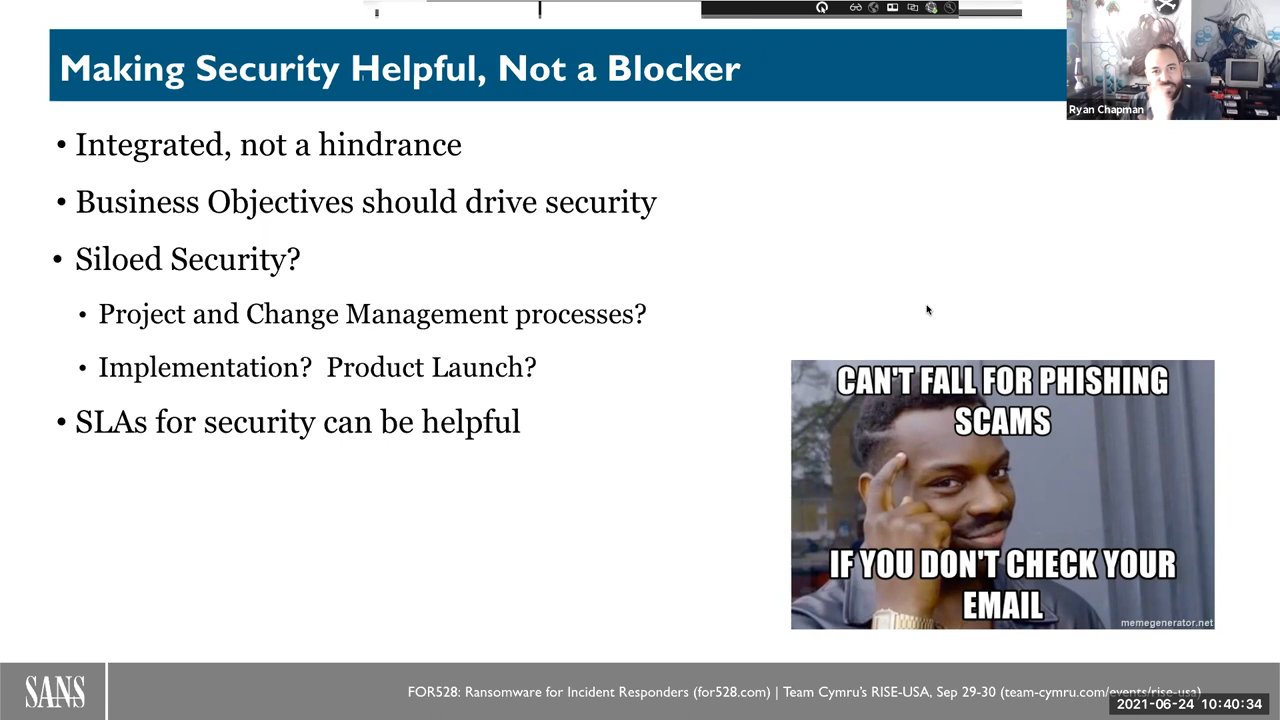 Making Security Helpful, Not a Blocker
Ryan Chapman
• Integrated, not a hindrance
• Business Objectives should drive security
• Siloed Security?
• Project and Change Management processes?
• Implementation?  Product Launch?
• SLAs for security can be helpful
CAN'T FALL FOR PHISHING
SCAMS
IF YOU DON'T CHECK YOUR
EMAIL
memegenerator.net
SANS
FOR528: Ransomware for Incident Responders (for528.com) | Team Cymru's RISE-USA, Sep 29-30 (team-cymru.com/events/rise-usa)
2021-06-24 10:40:34